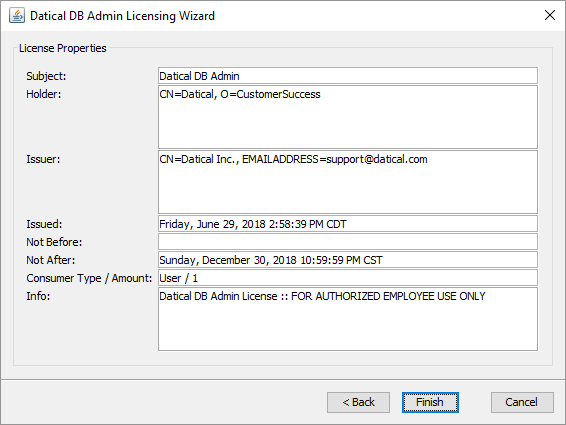 Datical DB Admin Licensing Wizard
License Properties
Subject: Datical DB Admin
Holder: CN=Datical, O=CustomerSuccess
Issuer: CN=Datical Inc., EMAILADDRESS=support@datical.com
Issued: Friday, June 29, 2018 2:58:39 PM CDT
Not Before:
Not After: Sunday, December 30, 2018 10:59:59 PM CST
Consumer Type / Amount: User / 1
Info: Datical DB Admin License :: FOR AUTHORIZED EMPLOYEE USE ONLY
< Back Finish Cancel